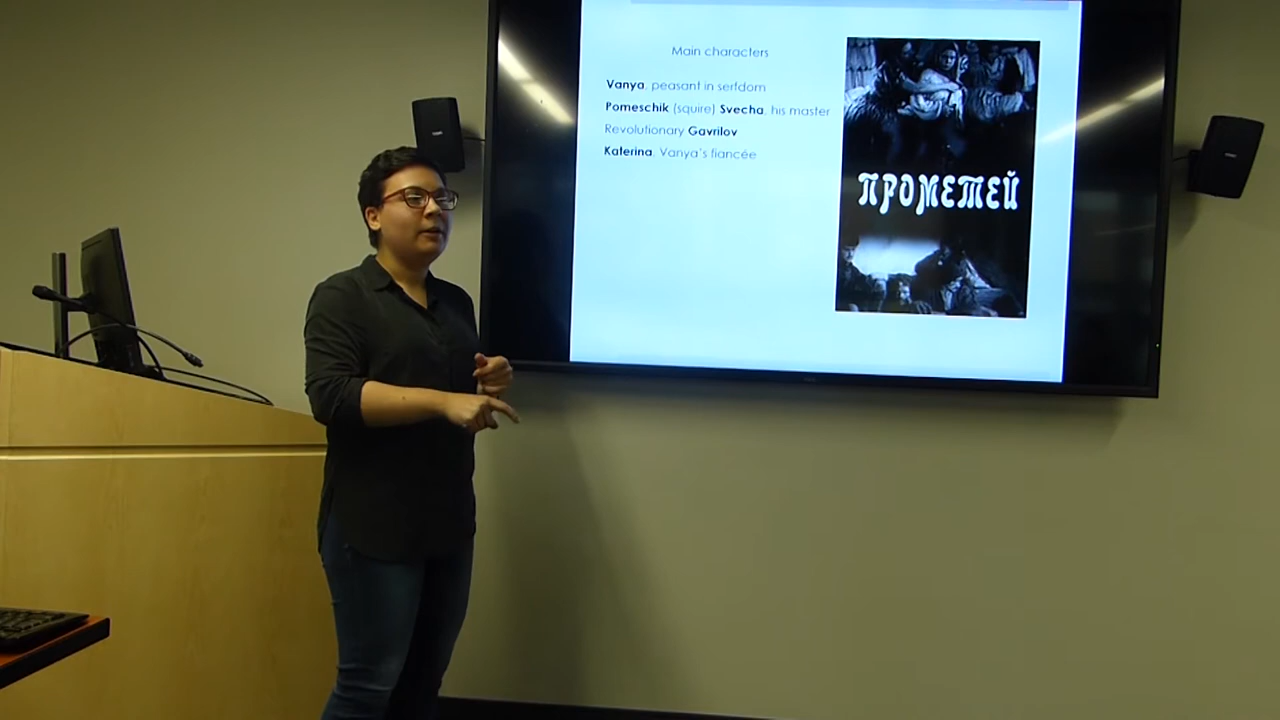 Main characters
Vanya, peasant in serfdom
Pomeschik (squire) Svecha, his master
Revolutionary Gavrilov
Katerina, Vanya's fiancée
ПРОМЕТЕЙ